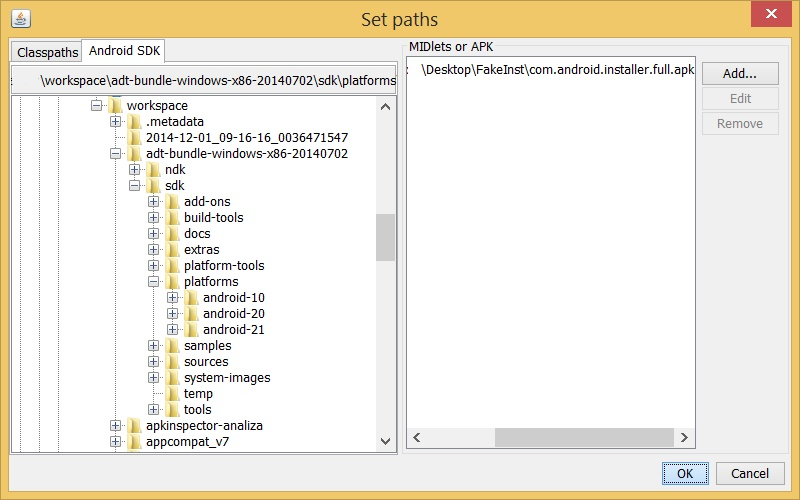 Set paths
Classpaths
Android SDK
\workspace\adt-bundle-windows-x86-20140702\sdk\platforms
workspace
.metadata
2014-12-01_09-16-16_0036471547
adt-bundle-windows-x86-20140702
ndk
sdk
add-ons
build-tools
docs
extras
platform-tools
platforms
android-10
android-20
android-21
samples
sources
system-images
temp
tools
apkinspector-analiza
appcompat_v7
MIDlets or APK
: \Desktop\FakeInst\com.android.installer.full.apk
Add...
Edit
Remove
OK
Cancel